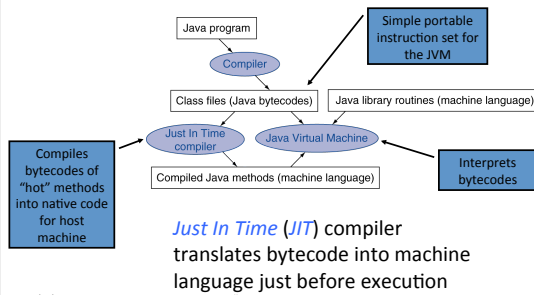 Simple portable
instruction set for
the JVM
Java program
Compiler
Class files (Java bytecodes)
Java library routines (machine language)
Just In Time
compiler
Java Virtual Machine
Compiles
bytecodes of
“hot” methods
into native code
for host
machine
Interprets
bytecodes
Compiled Java methods (machine language)
Just In Time (JIT) compiler
translates bytecode into machine
language just before execution